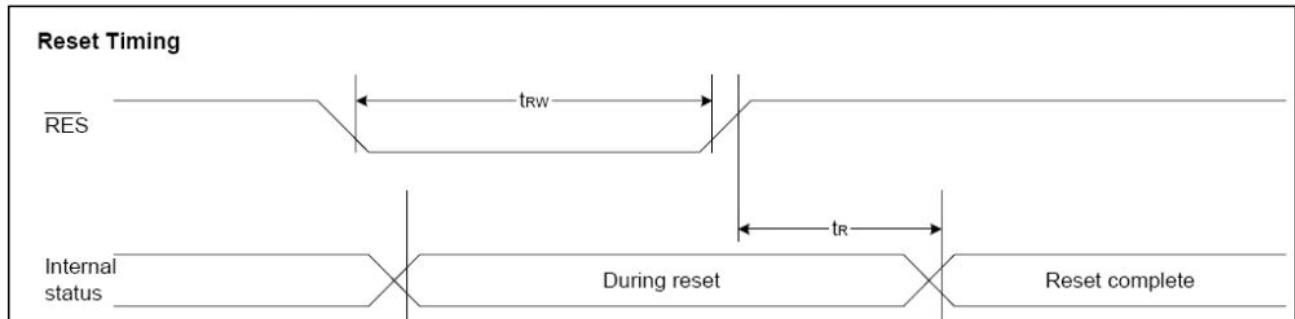 Reset Timing
RES
tRW
tR
Internal
status
During reset
Reset complete